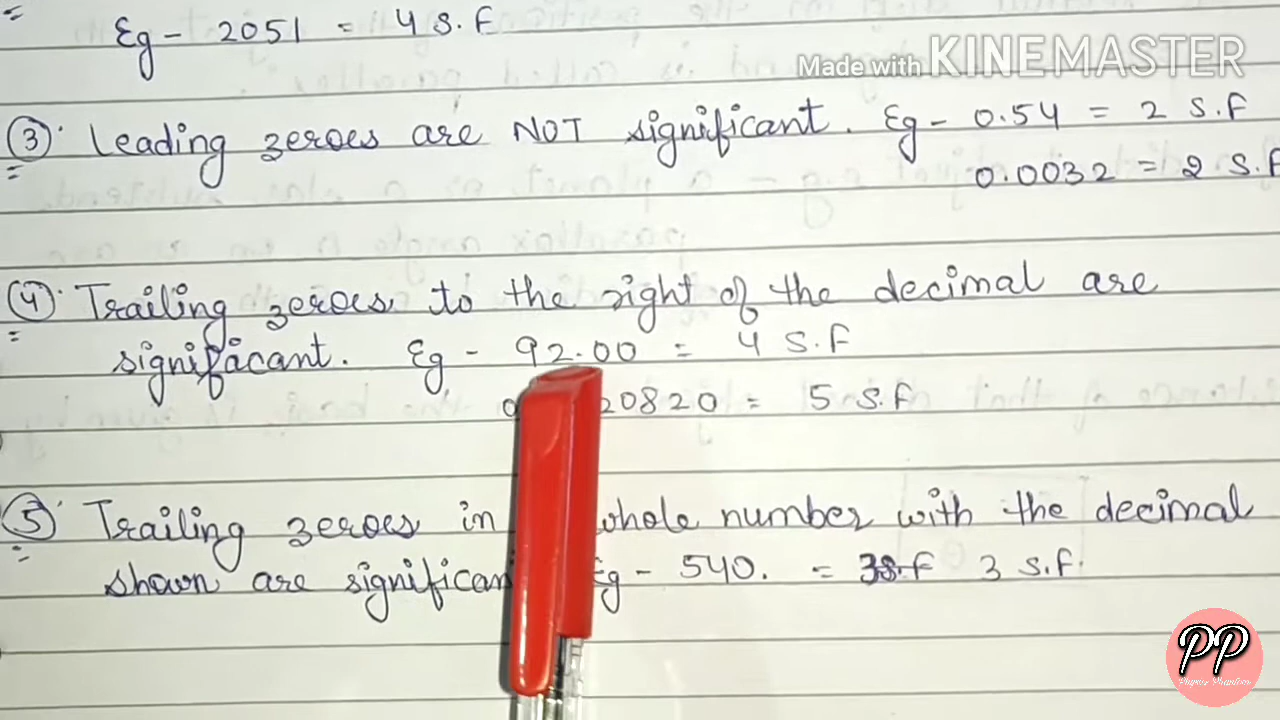 Eg - 2051 = 4 S.F
Made with KINEMASTER
③ Leading zeroes are NOT significant. Eg - 0.54 = 2 S.F
0.0032 = 2 S.F
④ Trailing zeroes to the right of the decimal are
significant. Eg - 92.00 = 4 S.F
20820 = 5 S.F
⑤ Trailing zeroes in whole number with the decimal
shown are significant Eg - 540. = 3 S.F.
PP